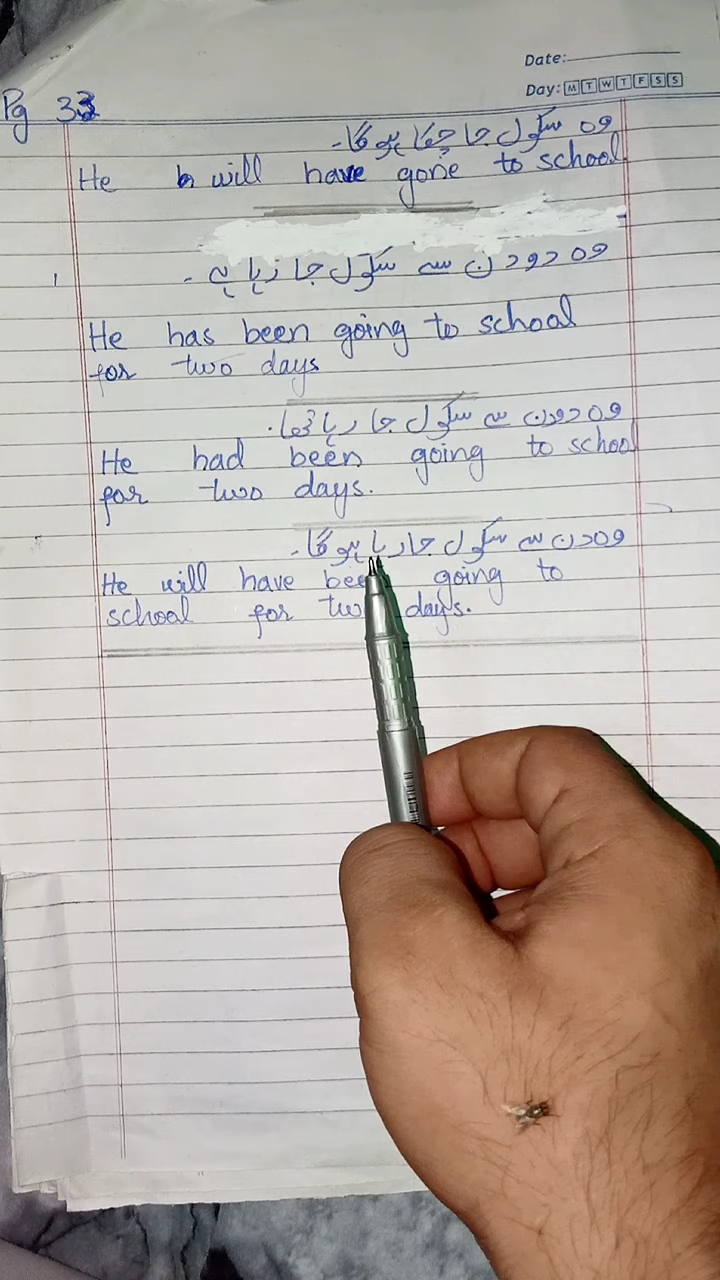 Date:
Day: M T W T F S S
Pg 33
وہ سکول جا چکا ہو گا۔
He will have gone to school
وہ دو دن سے سکول جا رہا ہے ۔
He has been going to school
for two days
وہ دو دن سے سکول جا رہا تھا۔
He had been going to school
for two days.
وہ دن سے سکول جا رہا ہو گا۔
He will have been going to
school for two days.